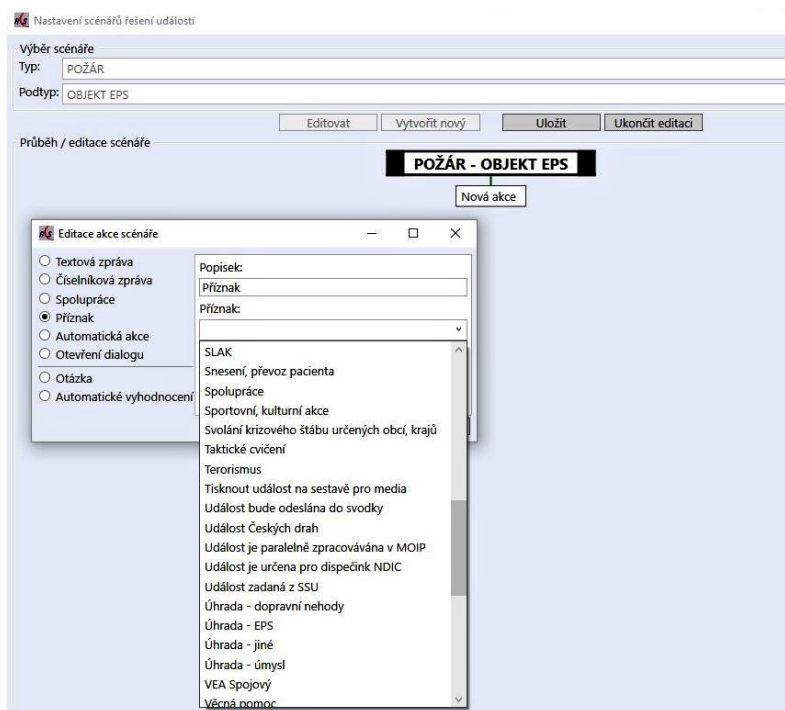 Nastavení scénářů řešení události
Výběr scénáře
Typ: POŽÁR
Podtyp: OBJEKT EPS
Editovat Vytvořit nový Uložit Ukončit editaci
Průběh / editace scénáře
POŽÁR - OBJEKT EPS
Nová akce
Editace akce scénáře
Textová zpráva
Číselníková zpráva
Spolupráce
Příznak
Automatická akce
Otevření dialogu
Otázka
Automatické vyhodnocení
Popisek:
Příznak
Příznak:
SLAK
Snesení, převoz pacienta
Spolupráce
Sportovní, kulturní akce
Svolání krizového štábu určených obcí, krajů
Taktické cvičení
Terorismus
Tisknout událost na sestavě pro media
Událost bude odeslána do svodky
Událost Českých drah
Událost je paralelně zpracovávána v MOIP
Událost je určena pro dispečink NDIC
Událost zadaná z SSU
Úhrada - dopravní nehody
Úhrada - EPS
Úhrada - jiné
Úhrada - úmysl
VEA Spojový
Věcná pomoc